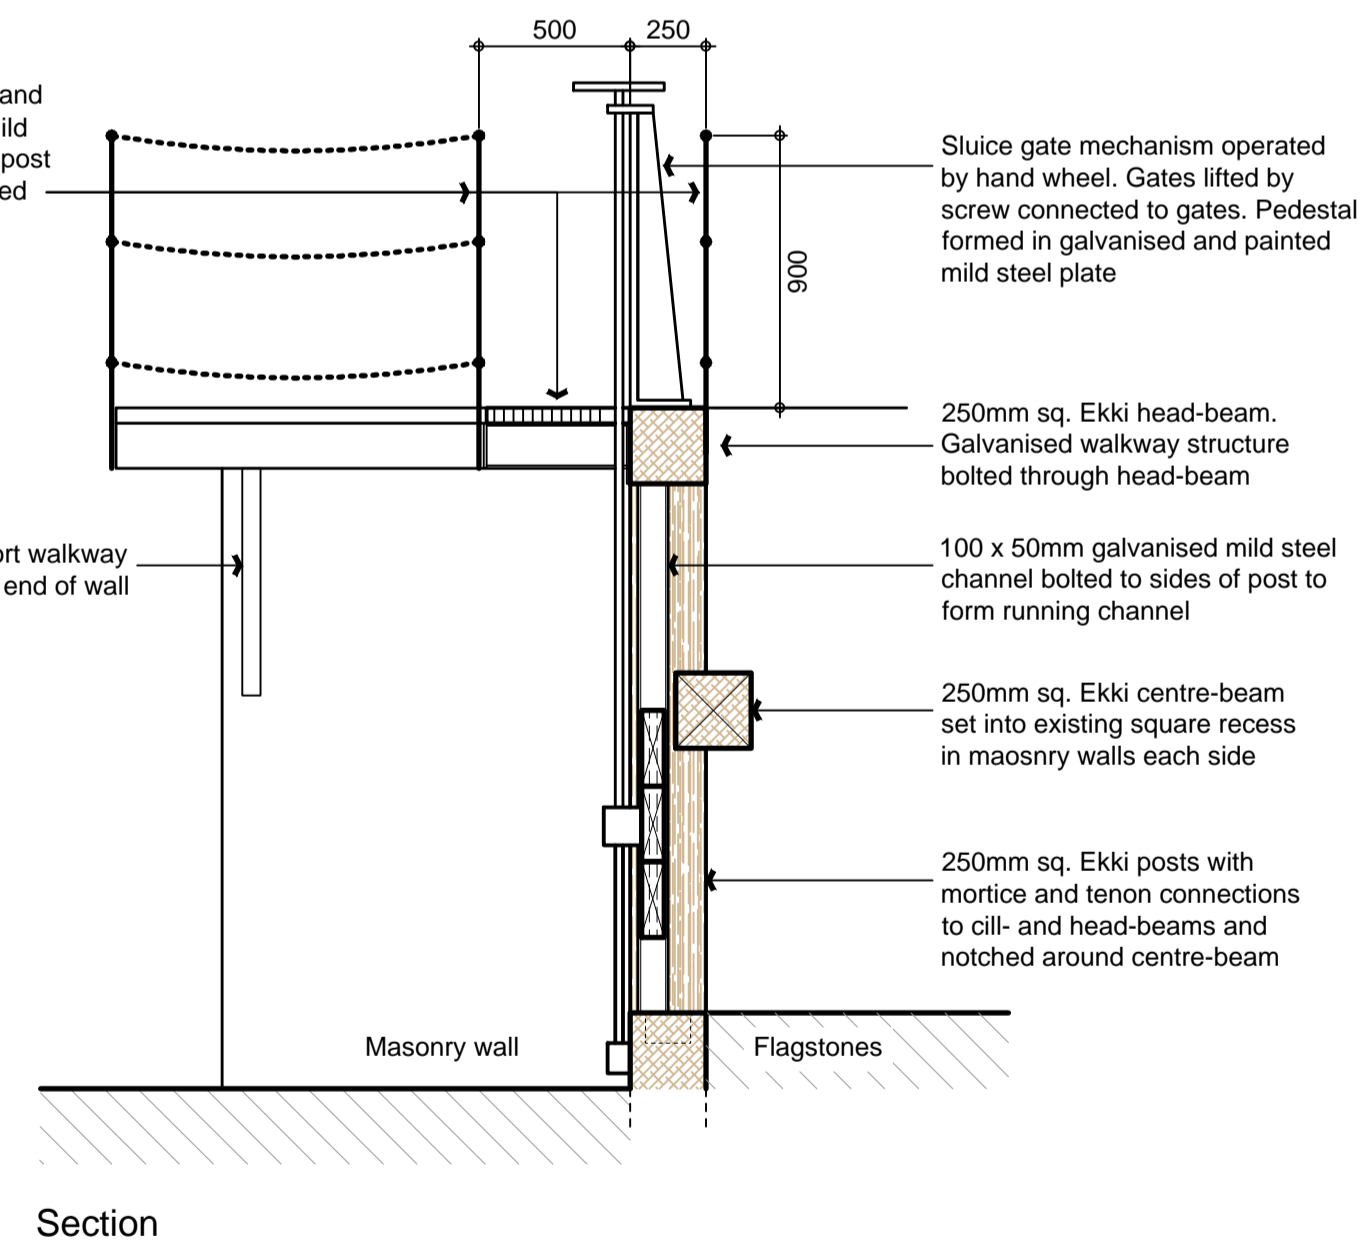 500
250
and
ild
post
ed
Sluice gate mechanism operated
by hand wheel. Gates lifted by
screw connected to gates. Pedestal
formed in galvanised and painted
mild steel plate
900
250mm sq. Ekki head-beam.
Galvanised walkway structure
bolted through head-beam
ort walkway
end of wall
100 x 50mm galvanised mild steel
channel bolted to sides of post to
form running channel
250mm sq. Ekki centre-beam
set into existing square recess
in maosnry walls each side
250mm sq. Ekki posts with
mortice and tenon connections
to cill- and head-beams and
notched around centre-beam
Masonry wall
Flagstones
Section